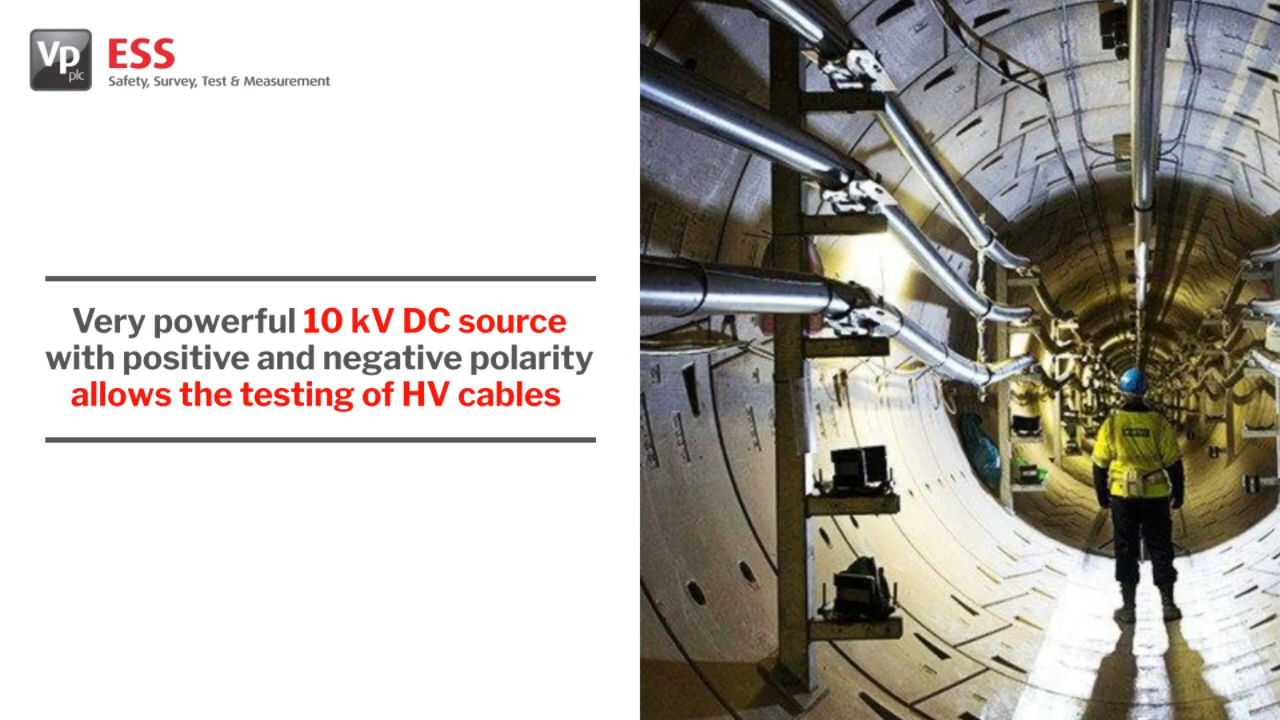 Vp
plc
ESS
Safety, Survey, Test & Measurement
Very powerful 10 kV DC source
with positive and negative polarity
allows the testing of HV cables